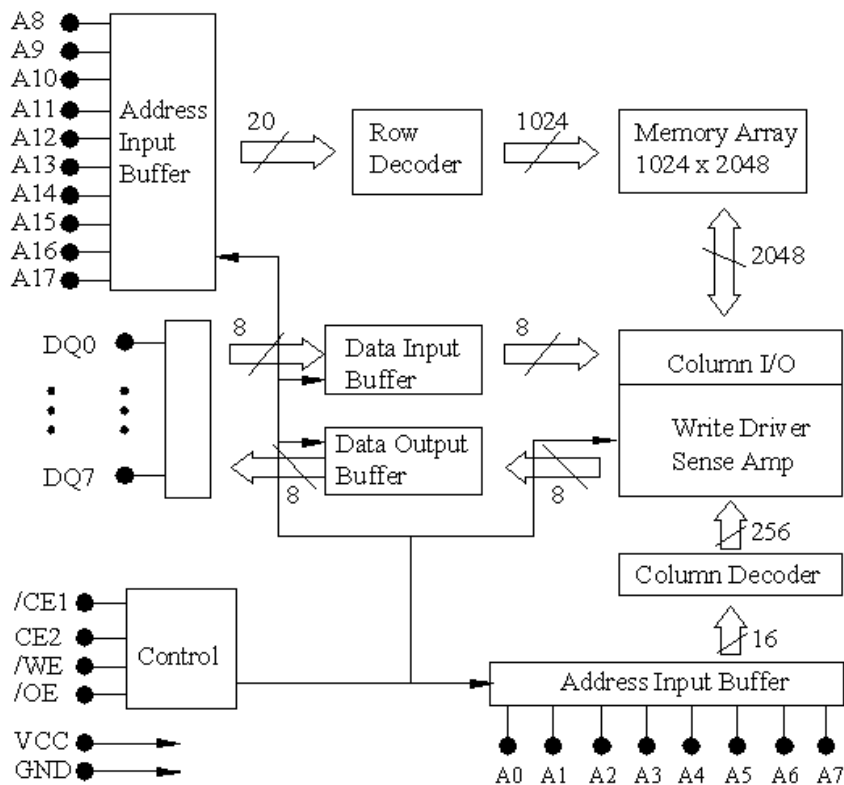 A8
A9
A10
A11
A12
A13
A14
A15
A16
A17
Address
Input
Buffer
20
Row
Decoder
1024
Memory Array
1024 x 2048
2048
DQ0
DQ7
8
Data Input
Buffer
8
Column I/O
Data Output
Buffer
8
8
Write Driver
Sense Amp
256
Column Decoder
16
/CE1
CE2
/WE
/OE
Control
Address Input Buffer
VCC
GND
A0 A1 A2 A3 A4 A5 A6 A7